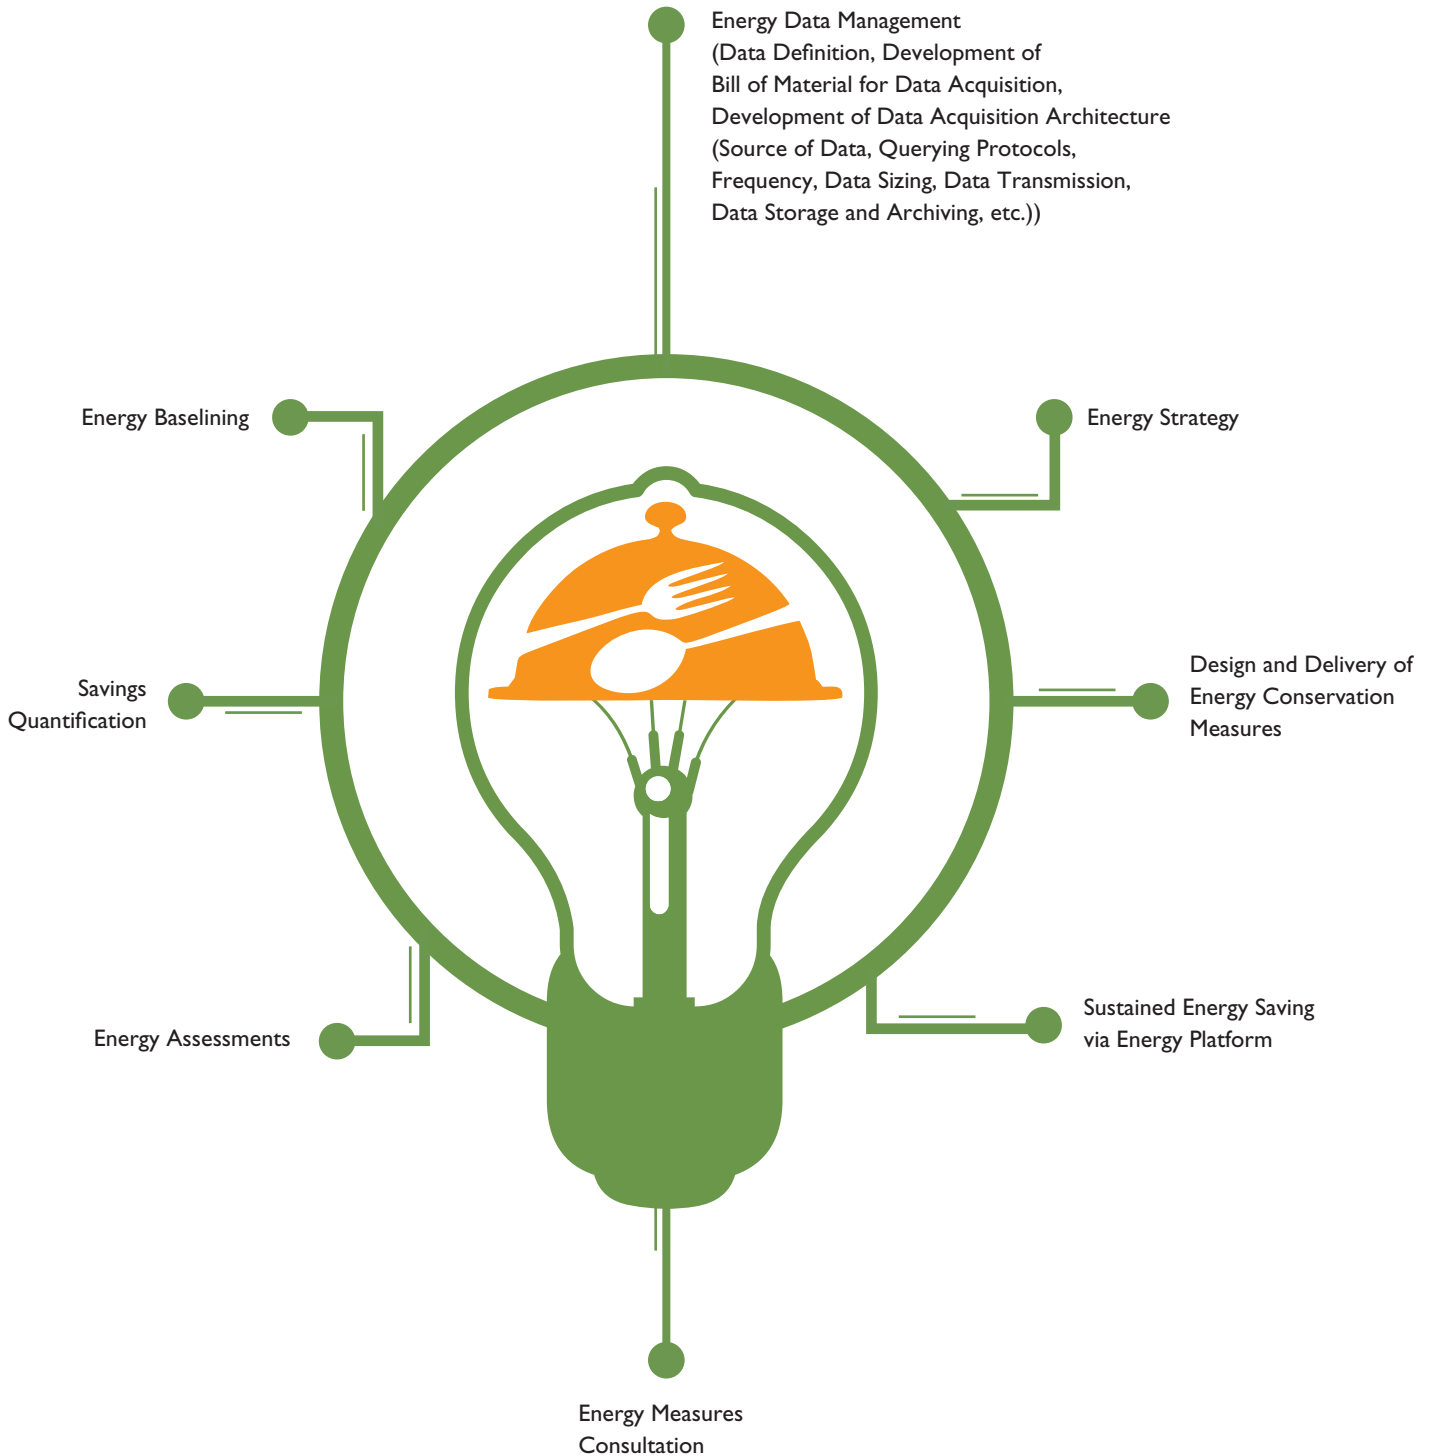 Energy Data Management
(Data Definition, Development of
Bill of Material for Data Acquisition,
Development of Data Acquisition Architecture
(Source of Data, Querying Protocols,
Frequency, Data Sizing, Data Transmission,
Data Storage and Archiving, etc.))
Energy Baselining
Energy Strategy
Savings
Quantification
Design and Delivery of
Energy Conservation
Measures
Energy Assessments
Sustained Energy Saving
via Energy Platform
Energy Measures
Consultation